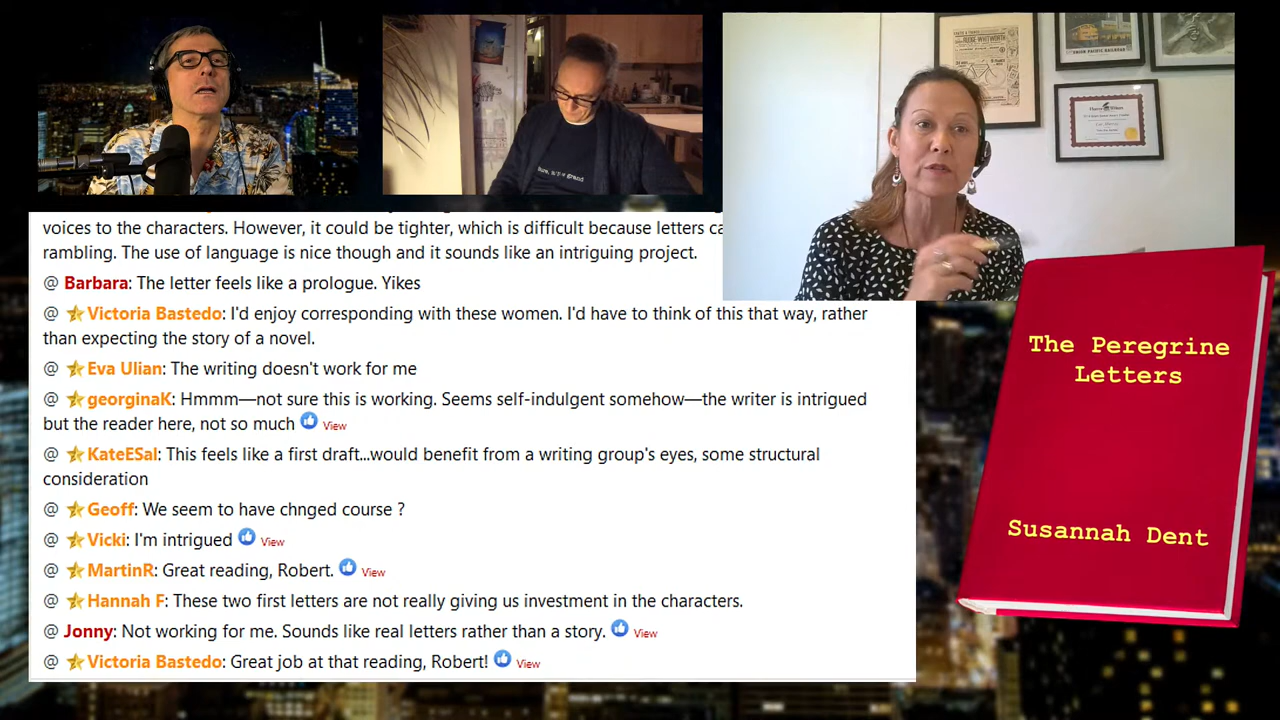 voices to the characters. However, it could be tighter, which is difficult because letters ca
rambling. The use of language is nice though and it sounds like an intriguing project.
@ Barbara: The letter feels like a prologue. Yikes
@ Victoria Bastedo: I'd enjoy corresponding with these women. I'd have to think of this that way, rather
than expecting the story of a novel.
@ Eva Ulian: The writing doesn't work for me
@ georginaK: Hmmm—not sure this is working. Seems self-indulgent somehow—the writer is intrigued
but the reader here, not so much View
@ KateESal: This feels like a first draft...would benefit from a writing group's eyes, some structural
consideration
@ Geoff: We seem to have chnged course ?
@ Vicki: I'm intrigued View
@ MartinR: Great reading, Robert. View
@ Hannah F: These two first letters are not really giving us investment in the characters.
@ Jonny: Not working for me. Sounds like real letters rather than a story. View
@ Victoria Bastedo: Great job at that reading, Robert! View
The Peregrine
Letters
Susannah Dent
UNION PACIFIC RAILROAD